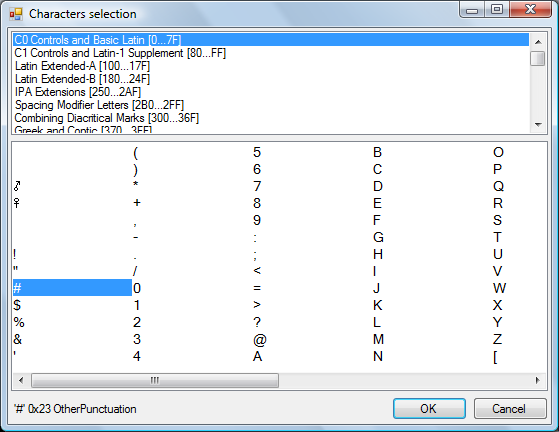 Characters selection
C0 Controls and Basic Latin [0...7F]
C1 Controls and Latin-1 Supplement [80...FF]
Latin Extended-A [100...17F]
Latin Extended-B [180...24F]
IPA Extensions [250...2AF]
Spacing Modifier Letters [2B0...2FF]
Combining Diacritical Marks [300...36F]
Greek and Coptic [370...3FF]
( 5 B O
) 6 C P
♂ * 7 D Q
♀ + 8 E R
, 9 F S
- : G T
! . ; H U
" / < I V
# 0 = J W
$ 1 > K X
% 2 ? L Y
& 3 @ M Z
' 4 A N [
'#' 0x23 OtherPunctuation
OK
Cancel